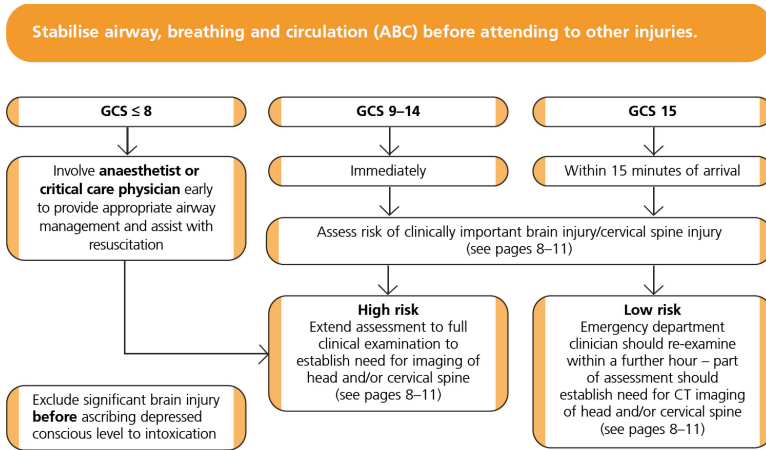 Stabilise airway, breathing and circulation (ABC) before attending to other injuries.
GCS ≤ 8
GCS 9–14
GCS 15
Involve anaesthetist or
critical care physician early
to provide appropriate airway
management and assist with
resuscitation
Immediately
Within 15 minutes of arrival
Assess risk of clinically important brain injury/cervical spine injury
(see pages 8–11)
High risk
Extend assessment to full
clinical examination to
establish need for imaging of
head and/or cervical spine
(see pages 8–11)
Low risk
Emergency department
clinician should re-examine
within a further hour – part
of assessment should
establish need for CT imaging
of head and/or cervical spine
(see pages 8–11)
Exclude significant brain injury
before ascribing depressed
conscious level to intoxication